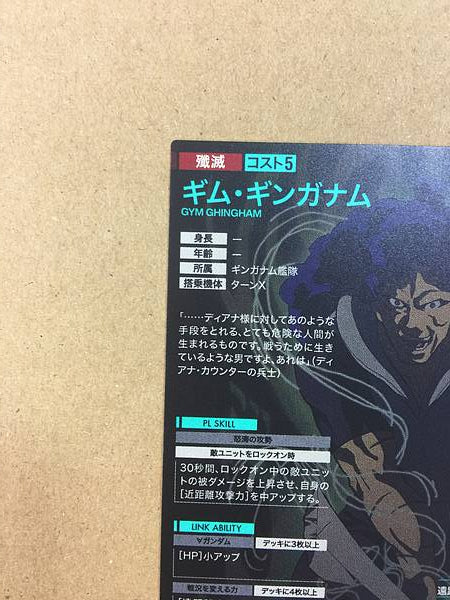 殲滅 コスト5
ギム・ギンガナム
GYM GHINGHAM
身長 ー
年齢 ー
所属 ギンガナム艦隊
搭乗機体 ターンX
「……ディアナ様に対してあのような
手段をとれる、とても危険な人間が
生まれるものです。戦うために生き
ているような男ですよ、あれは」(ディ
アナ・カウンターの兵士)
PL SKILL
怒濤の攻勢
敵ユニットをロックオン時
30秒間、ロックオン中の敵ユニッ
トの被ダメージを上昇させ、自身の
[近距離攻撃力]を中アップする。
LINK ABILITY
∀ガンダム デッキに3枚以上
[HP]小アップ
戦況を変える力 デッキに4枚以上